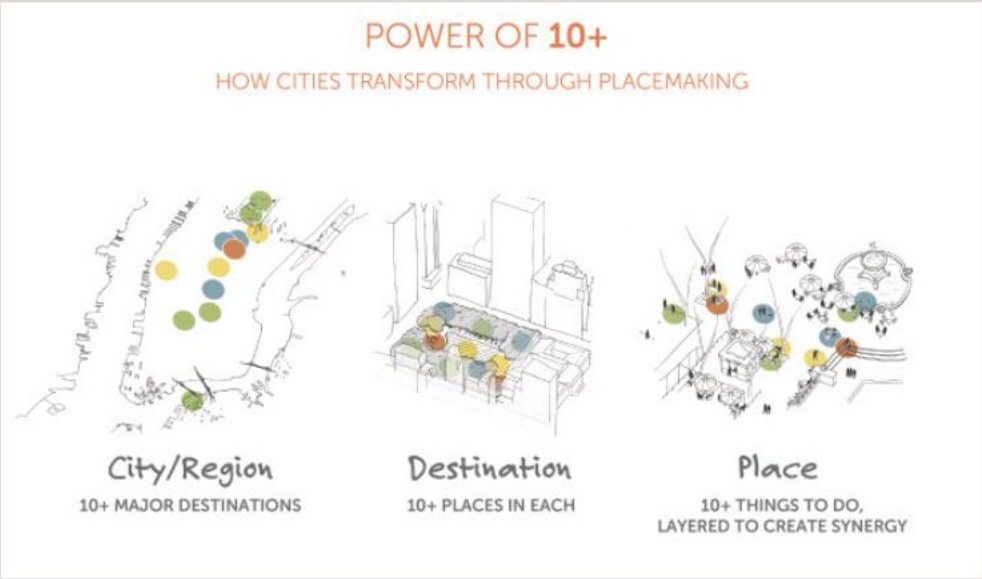 POWER OF 10+
HOW CITIES TRANSFORM THROUGH PLACEMAKING
City/Region
10+ MAJOR DESTINATIONS
Destination
10+ PLACES IN EACH
Place
10+ THINGS TO DO,
LAYERED TO CREATE SYNERGY